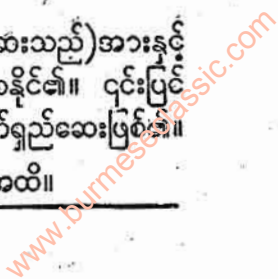 သေးသည်)အားနှင့်
နိုင်၏။ ၎င်းပြင်
ရှည်ဆေးဖြစ်၏။
အထိ။
www.burmeseclassic.com